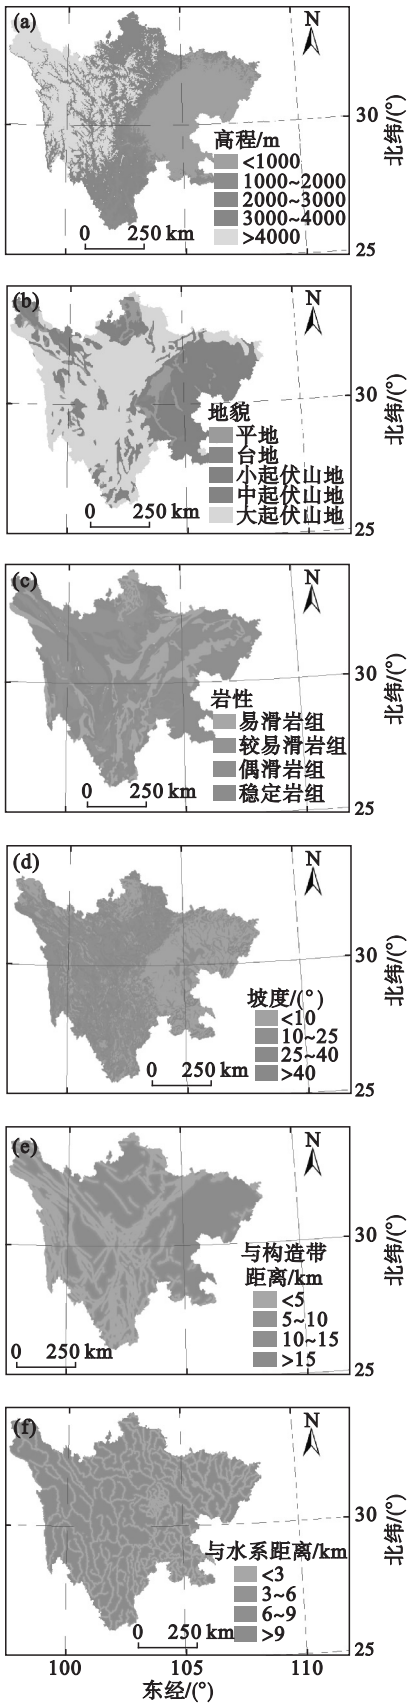 (a)
N
30
北纬/(°)
高程/m
<1000
1000~2000
2000~3000
3000~4000
>4000
0 250 km
25
(b)
N
30
北纬/(°)
地貌
平地
台地
小起伏山地
中起伏山地
大起伏山地
0 250 km
25
(c)
N
30
北纬/(°)
岩性
易滑岩组
较易滑岩组
偶滑岩组
稳定岩组
0 250 km
25
(d)
N
30
北纬/(°)
坡度/(°)
<10
10~25
25~40
>40
0 250 km
25
(e)
N
30
北纬/(°)
与构造带
距离/km
<5
5~10
10~15
>15
0 250 km
25
(f)
N
30
北纬/(°)
与水系距离/km
<3
3~6
6~9
>9
0 250 km
25
100 105 110
东经/(°)